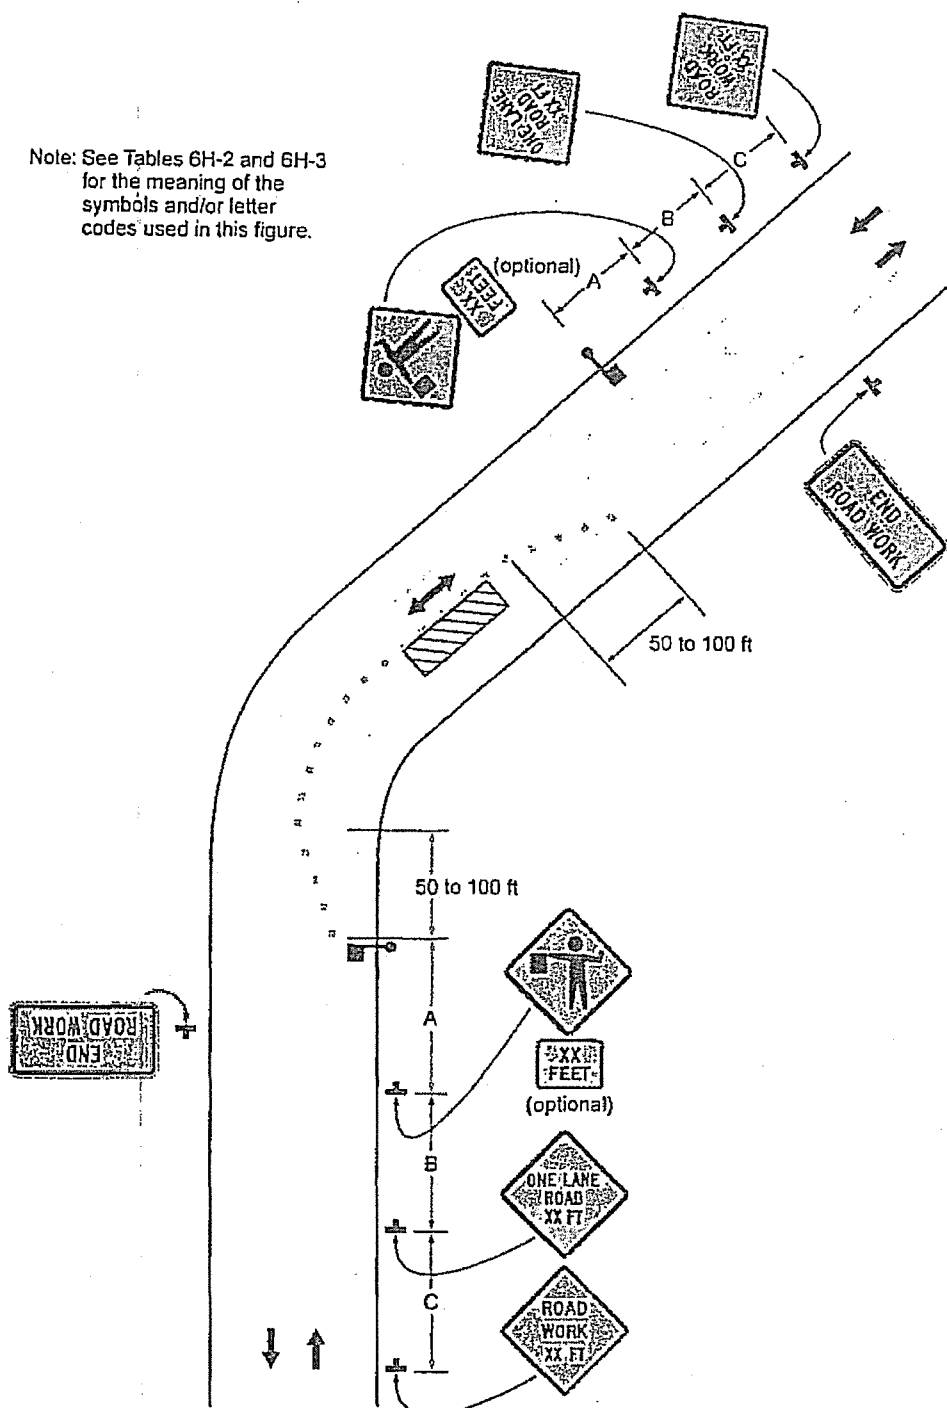 ROAD
WORK
XX FT
ONE LANE
ROAD
XX FT
Note: See Tables 6H-2 and 6H-3
for the meaning of the
symbols and/or letter
codes used in this figure.
C
B
(optional)
A
XX
FEET
END
ROAD WORK
50 to 100 ft
50 to 100 ft
A
END
ROAD WORK
XX
FEET
(optional)
B
ONE LANE
ROAD
XX FT
C
ROAD
WORK
XX FT